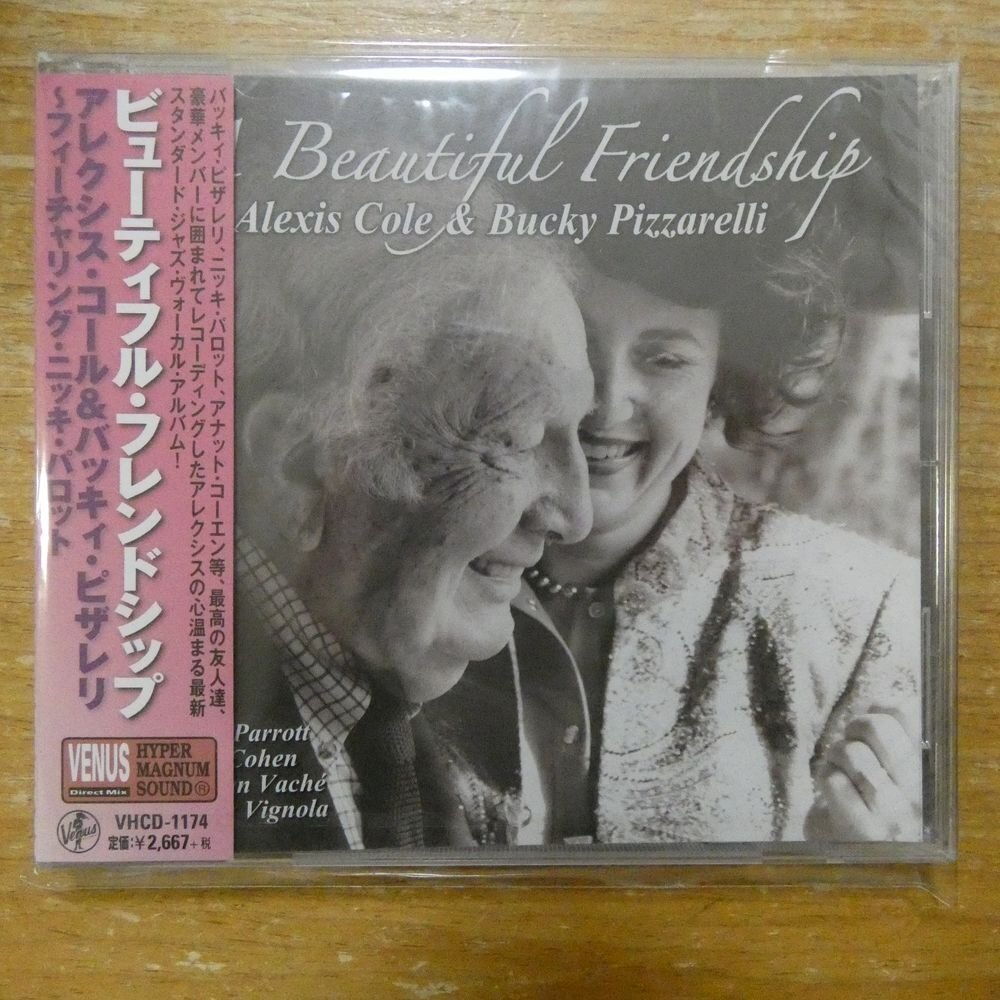 Beautiful Friendship
Alexis Cole & Bucky Pizzarelli
バッキィ・ピザレリ、ニッキ・パロット、アナット・コーエン等、最高の友人達、
豪華メンバーに囲まれてレコーディングしたアレクシスの心温まる最新
スタンダード・ジャズ・ヴォーカル・アルバム!
ビューティフル・フレンドシップ
アレクシス・コール&バッキィ・ピザレリ
~フィーチャリング・ニッキ・パロット
Parrott
Cohen
n Vaché
Vignola
VENUS
Direct Mix
HYPER
MAGNUM
SOUND®
Venus
VHCD-1174
定価:¥2,667+税